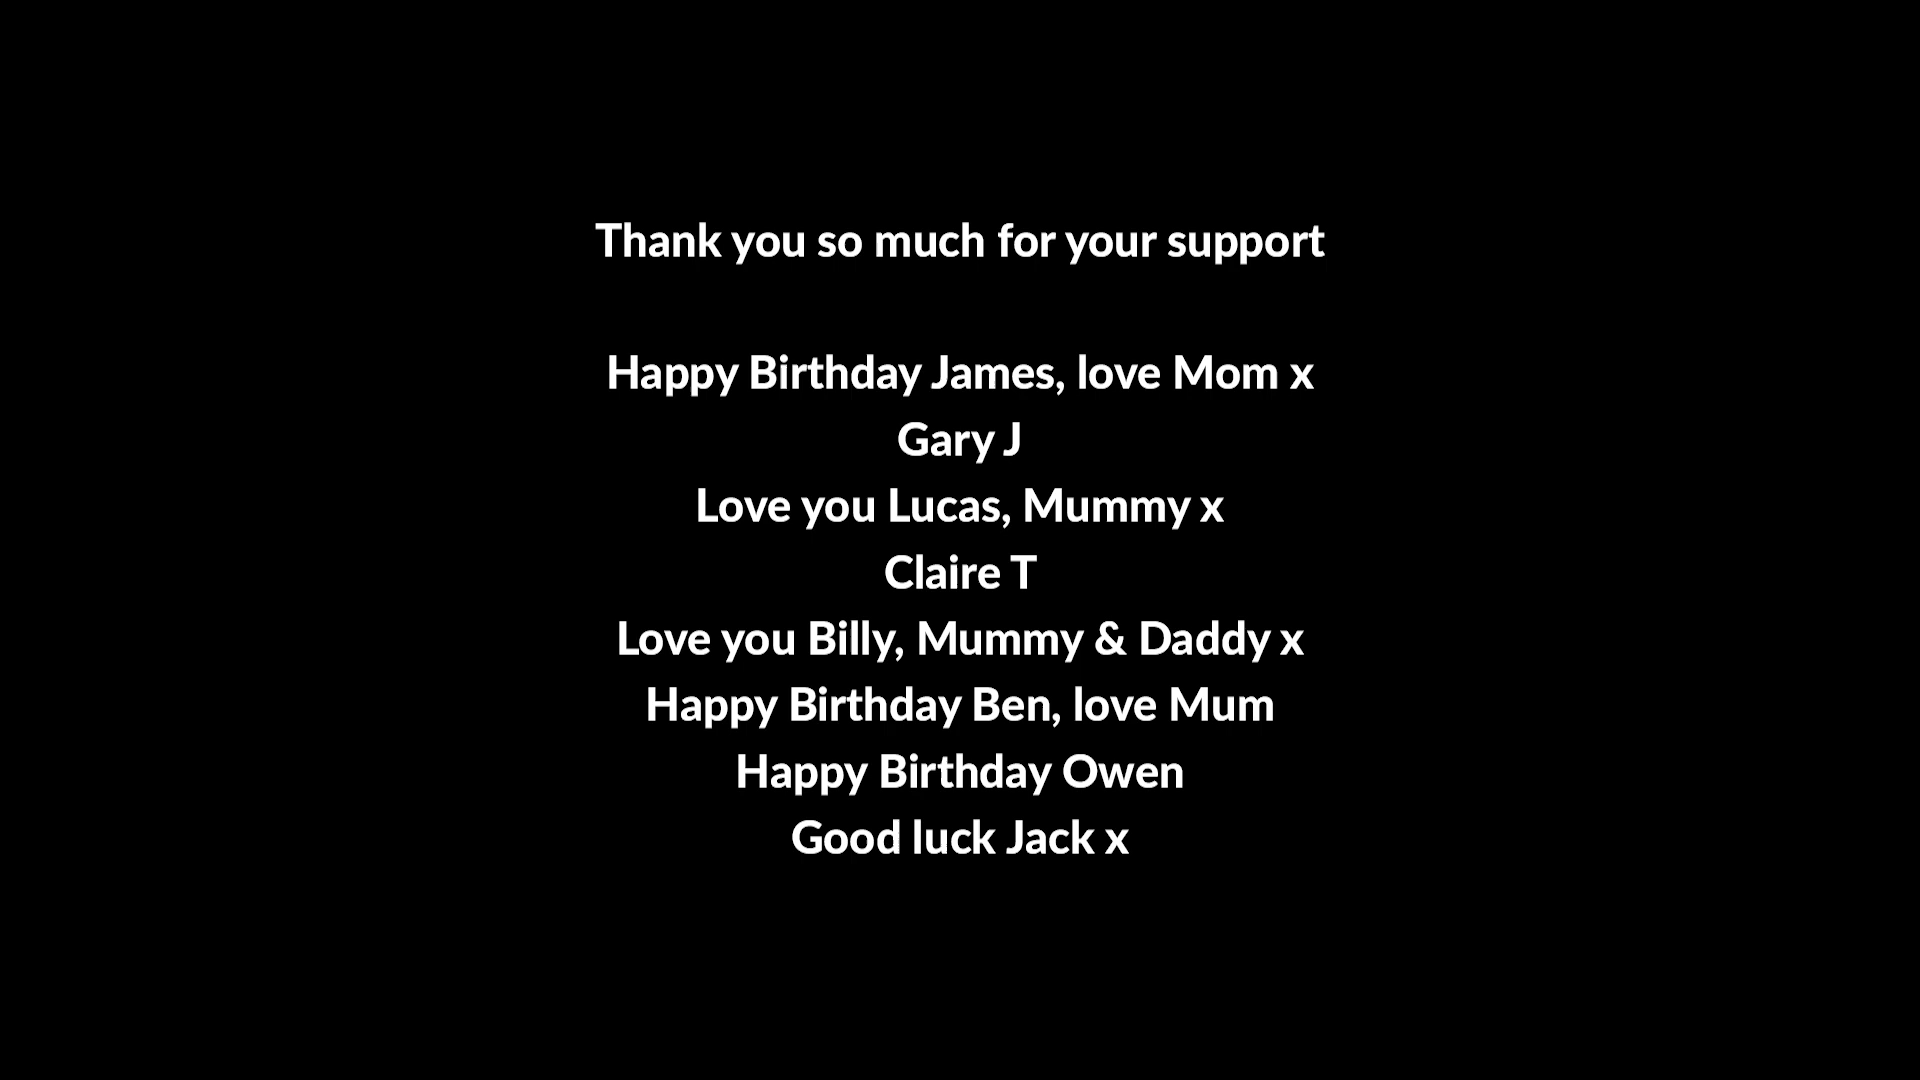 Thank you so much for your support
Happy Birthday James, love Mom x
Gary J
Love you Lucas, Mummy x
Claire T
Love you Billy, Mummy & Daddy x
Happy Birthday Ben, love Mum
Happy Birthday Owen
Good luck Jack x